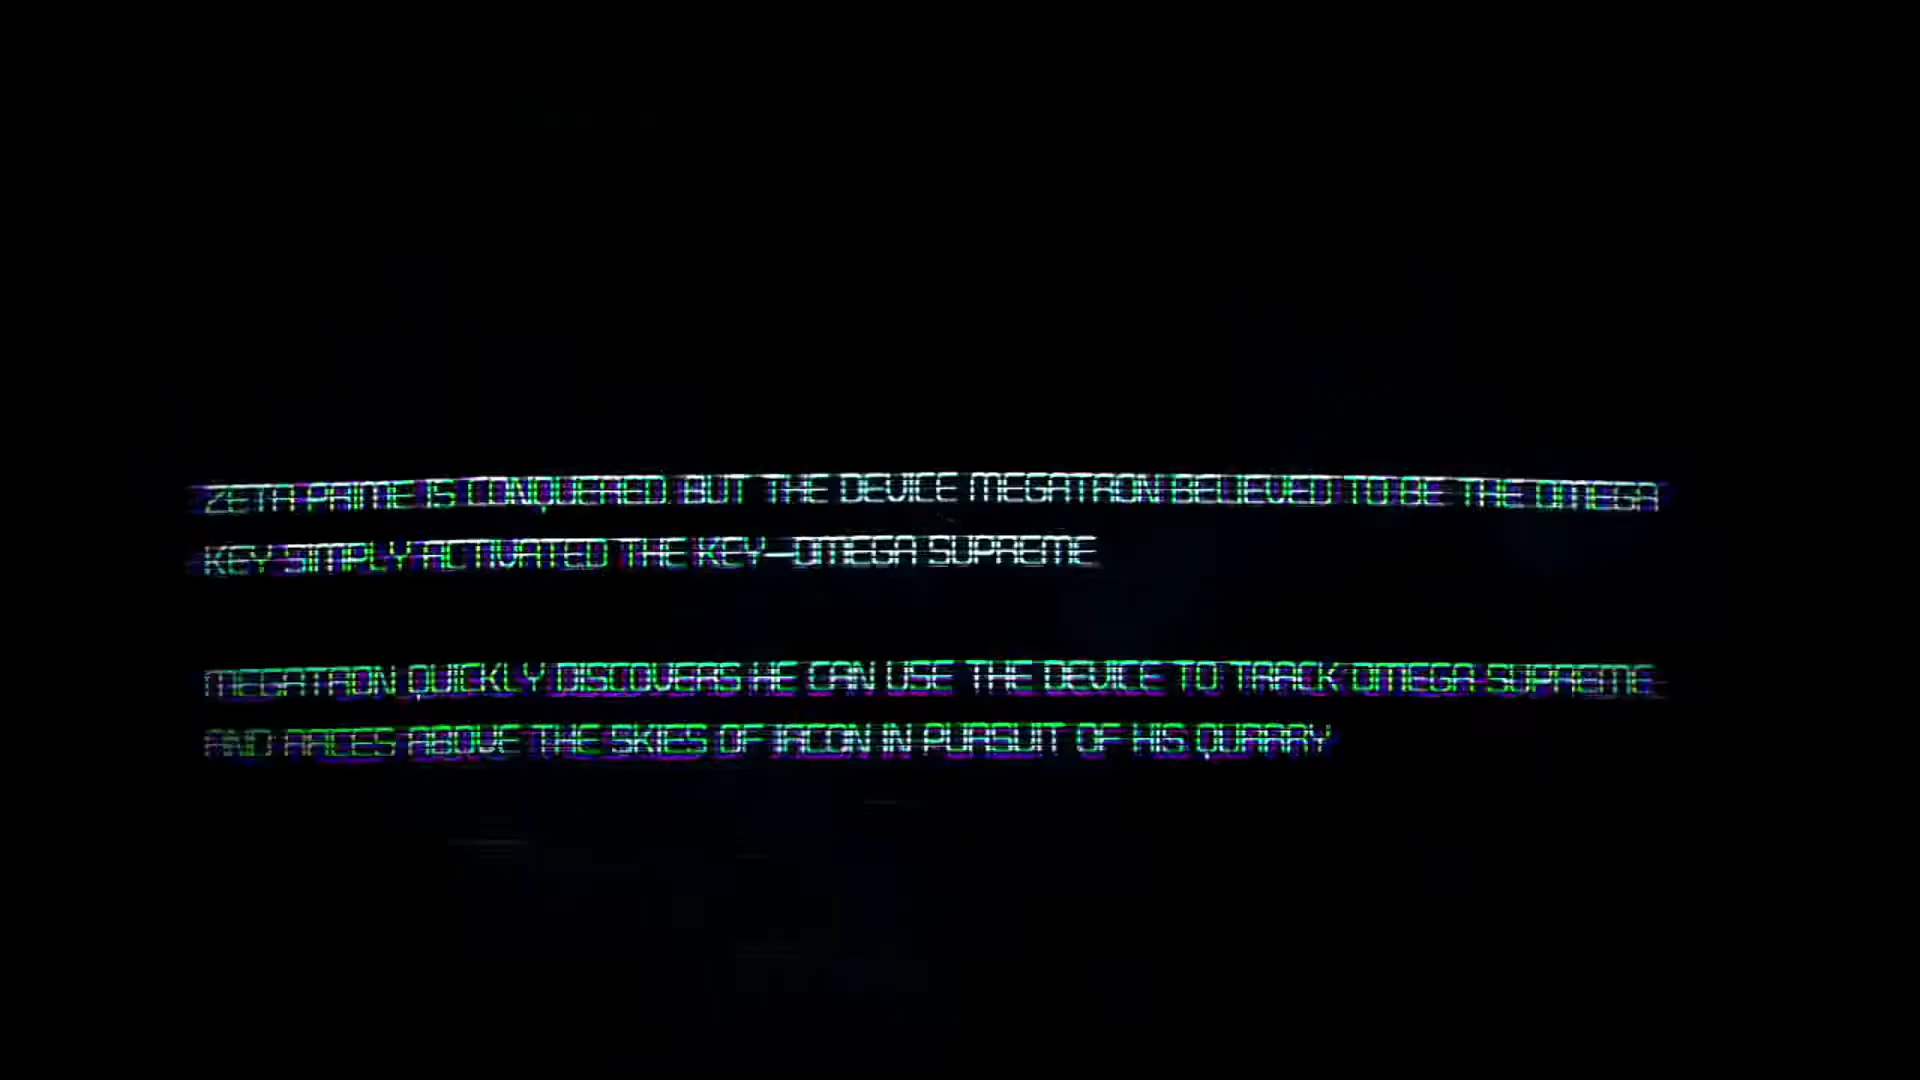 ZETA PRIME IS CONQUERED. BUT THE DEVICE MEGATRON BELIEVED TO BE THE OMEGA
KEY SIMPLY ACTIVATED THE KEY—OMEGA SUPREME
MEGATRON QUICKLY DISCOVERS HE CAN USE THE DEVICE TO TRACK OMEGA SUPREME
AND RACES ABOVE THE SKIES OF IACON IN PURSUIT OF HIS QUARRY